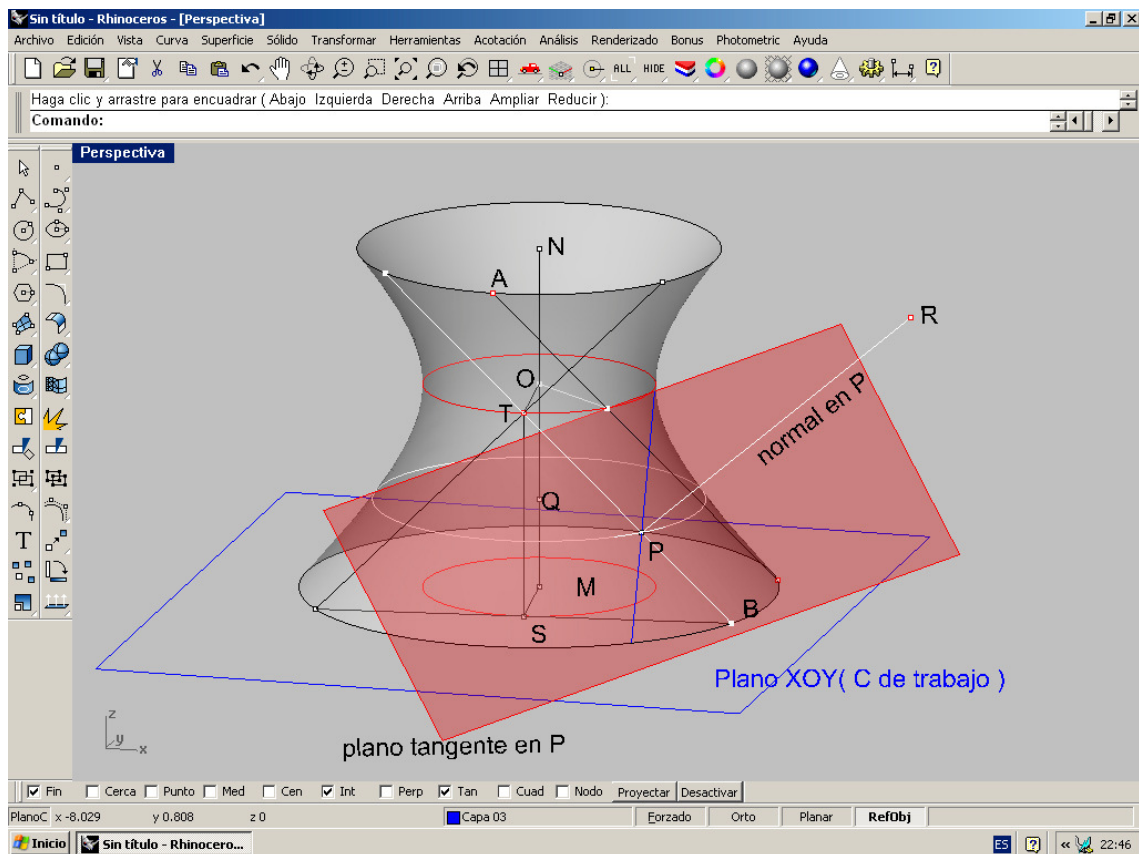 Sin título - Rhinoceros - [Perspectiva]
Archivo Edición Vista Curva Superficie Sólido Transformar Herramientas Acotación Análisis Renderizado Bonus Photometric Ayuda
ALL HIDE
Haga clic y arrastre para encuadrar ( Abajo Izquierda Derecha Arriba Ampliar Reducir ):
Comando:
Perspectiva
N
A
R
O
T
normal en P
Q
P
M
B
S
Plano XOY( C de trabajo )
z
y
x
plano tangente en P
T
Fin Cerca Punto Med Cen Int Perp Tan Cuad Nodo Proyectar Desactivar
PlanoC x -8.029 y 0.808 z 0 Capa 03 Forzado Orto Planar RefObj
Inicio Sin título - Rhinocero... ES « 22:46